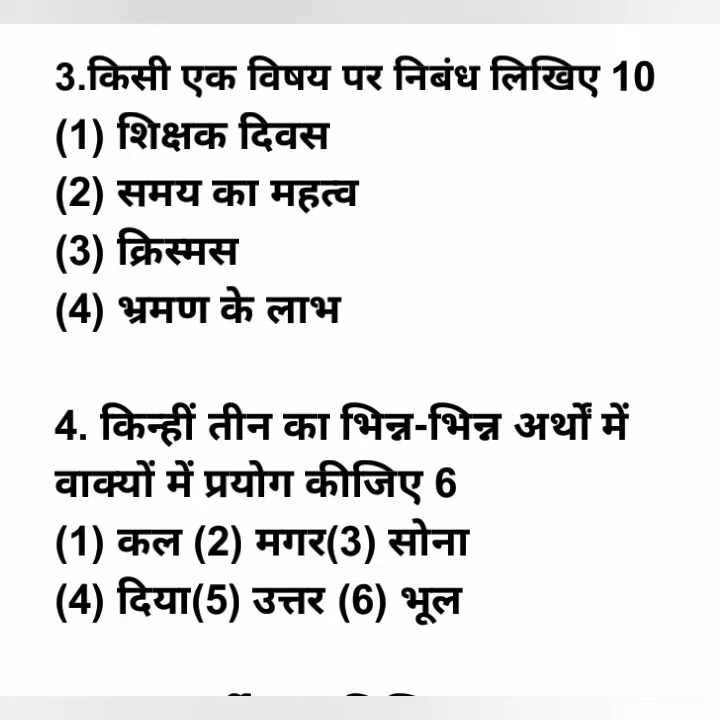 3.किसी एक विषय पर निबंध लिखिए 10
(1) शिक्षक दिवस
(2) समय का महत्व
(3) क्रिस्मस
(4) भ्रमण के लाभ
4. किन्हीं तीन का भिन्न-भिन्न अर्थों में
वाक्यों में प्रयोग कीजिए 6
(1) कल (2) मगर(3) सोना
(4) दिया(5) उत्तर (6) भूल